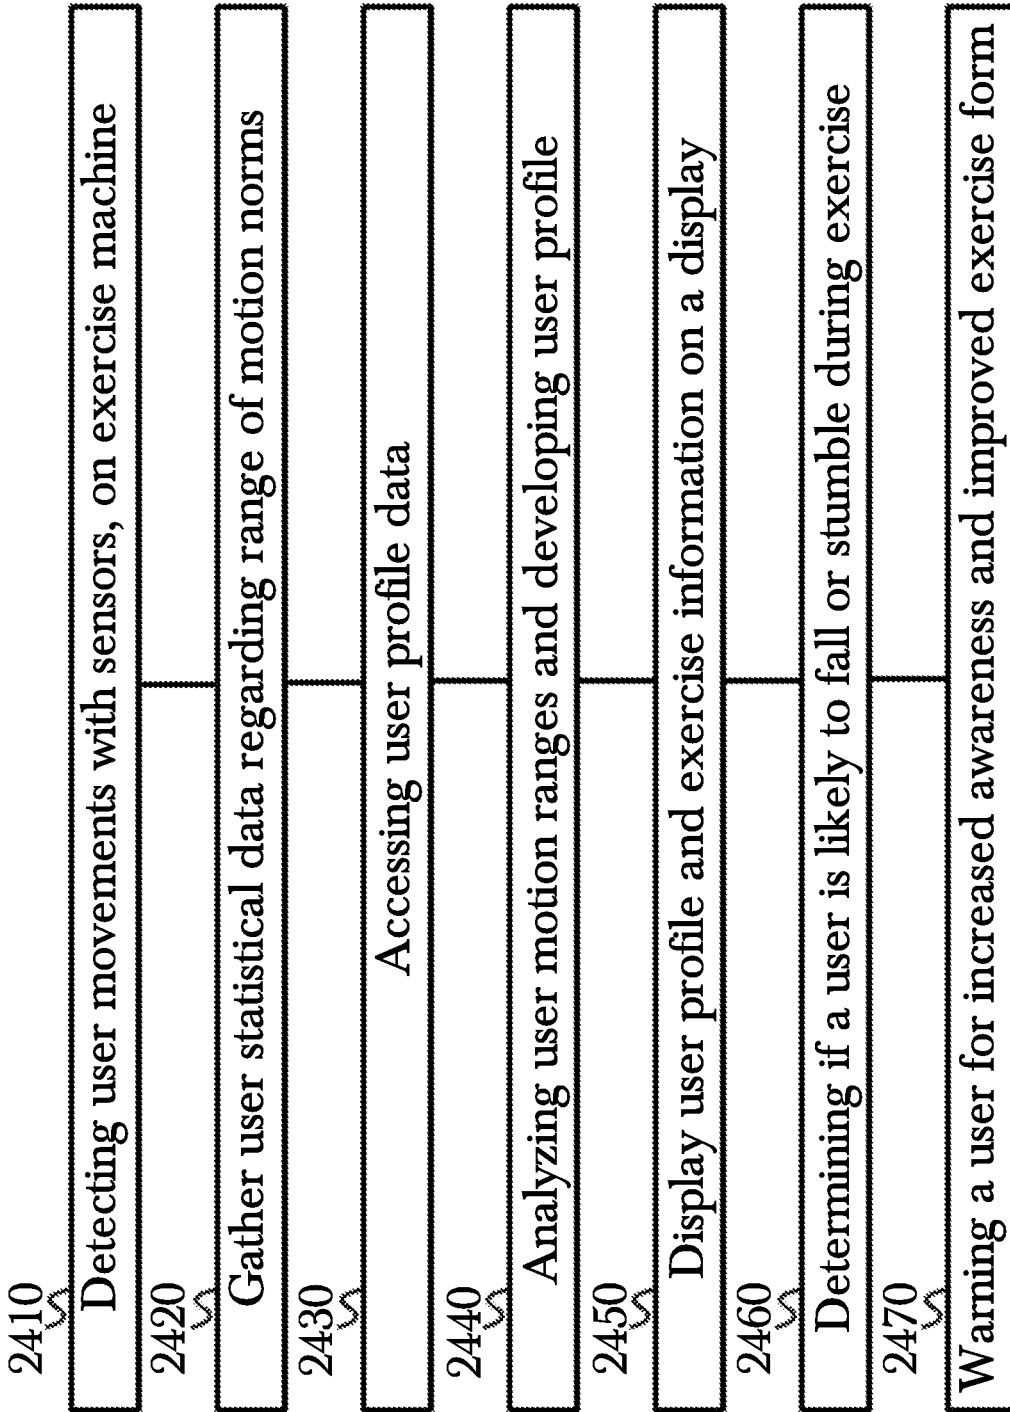 2410
Detecting user movements with sensors, on exercise machine
2420
Gather user statistical data regarding range of motion norms
2430
Accessing user profile data
2440
Analyzing user motion ranges and developing user profile
2450
Display user profile and exercise information on a display
2460
Determining if a user is likely to fall or stumble during exercise
2470
Warning a user for increased awareness and improved exercise form